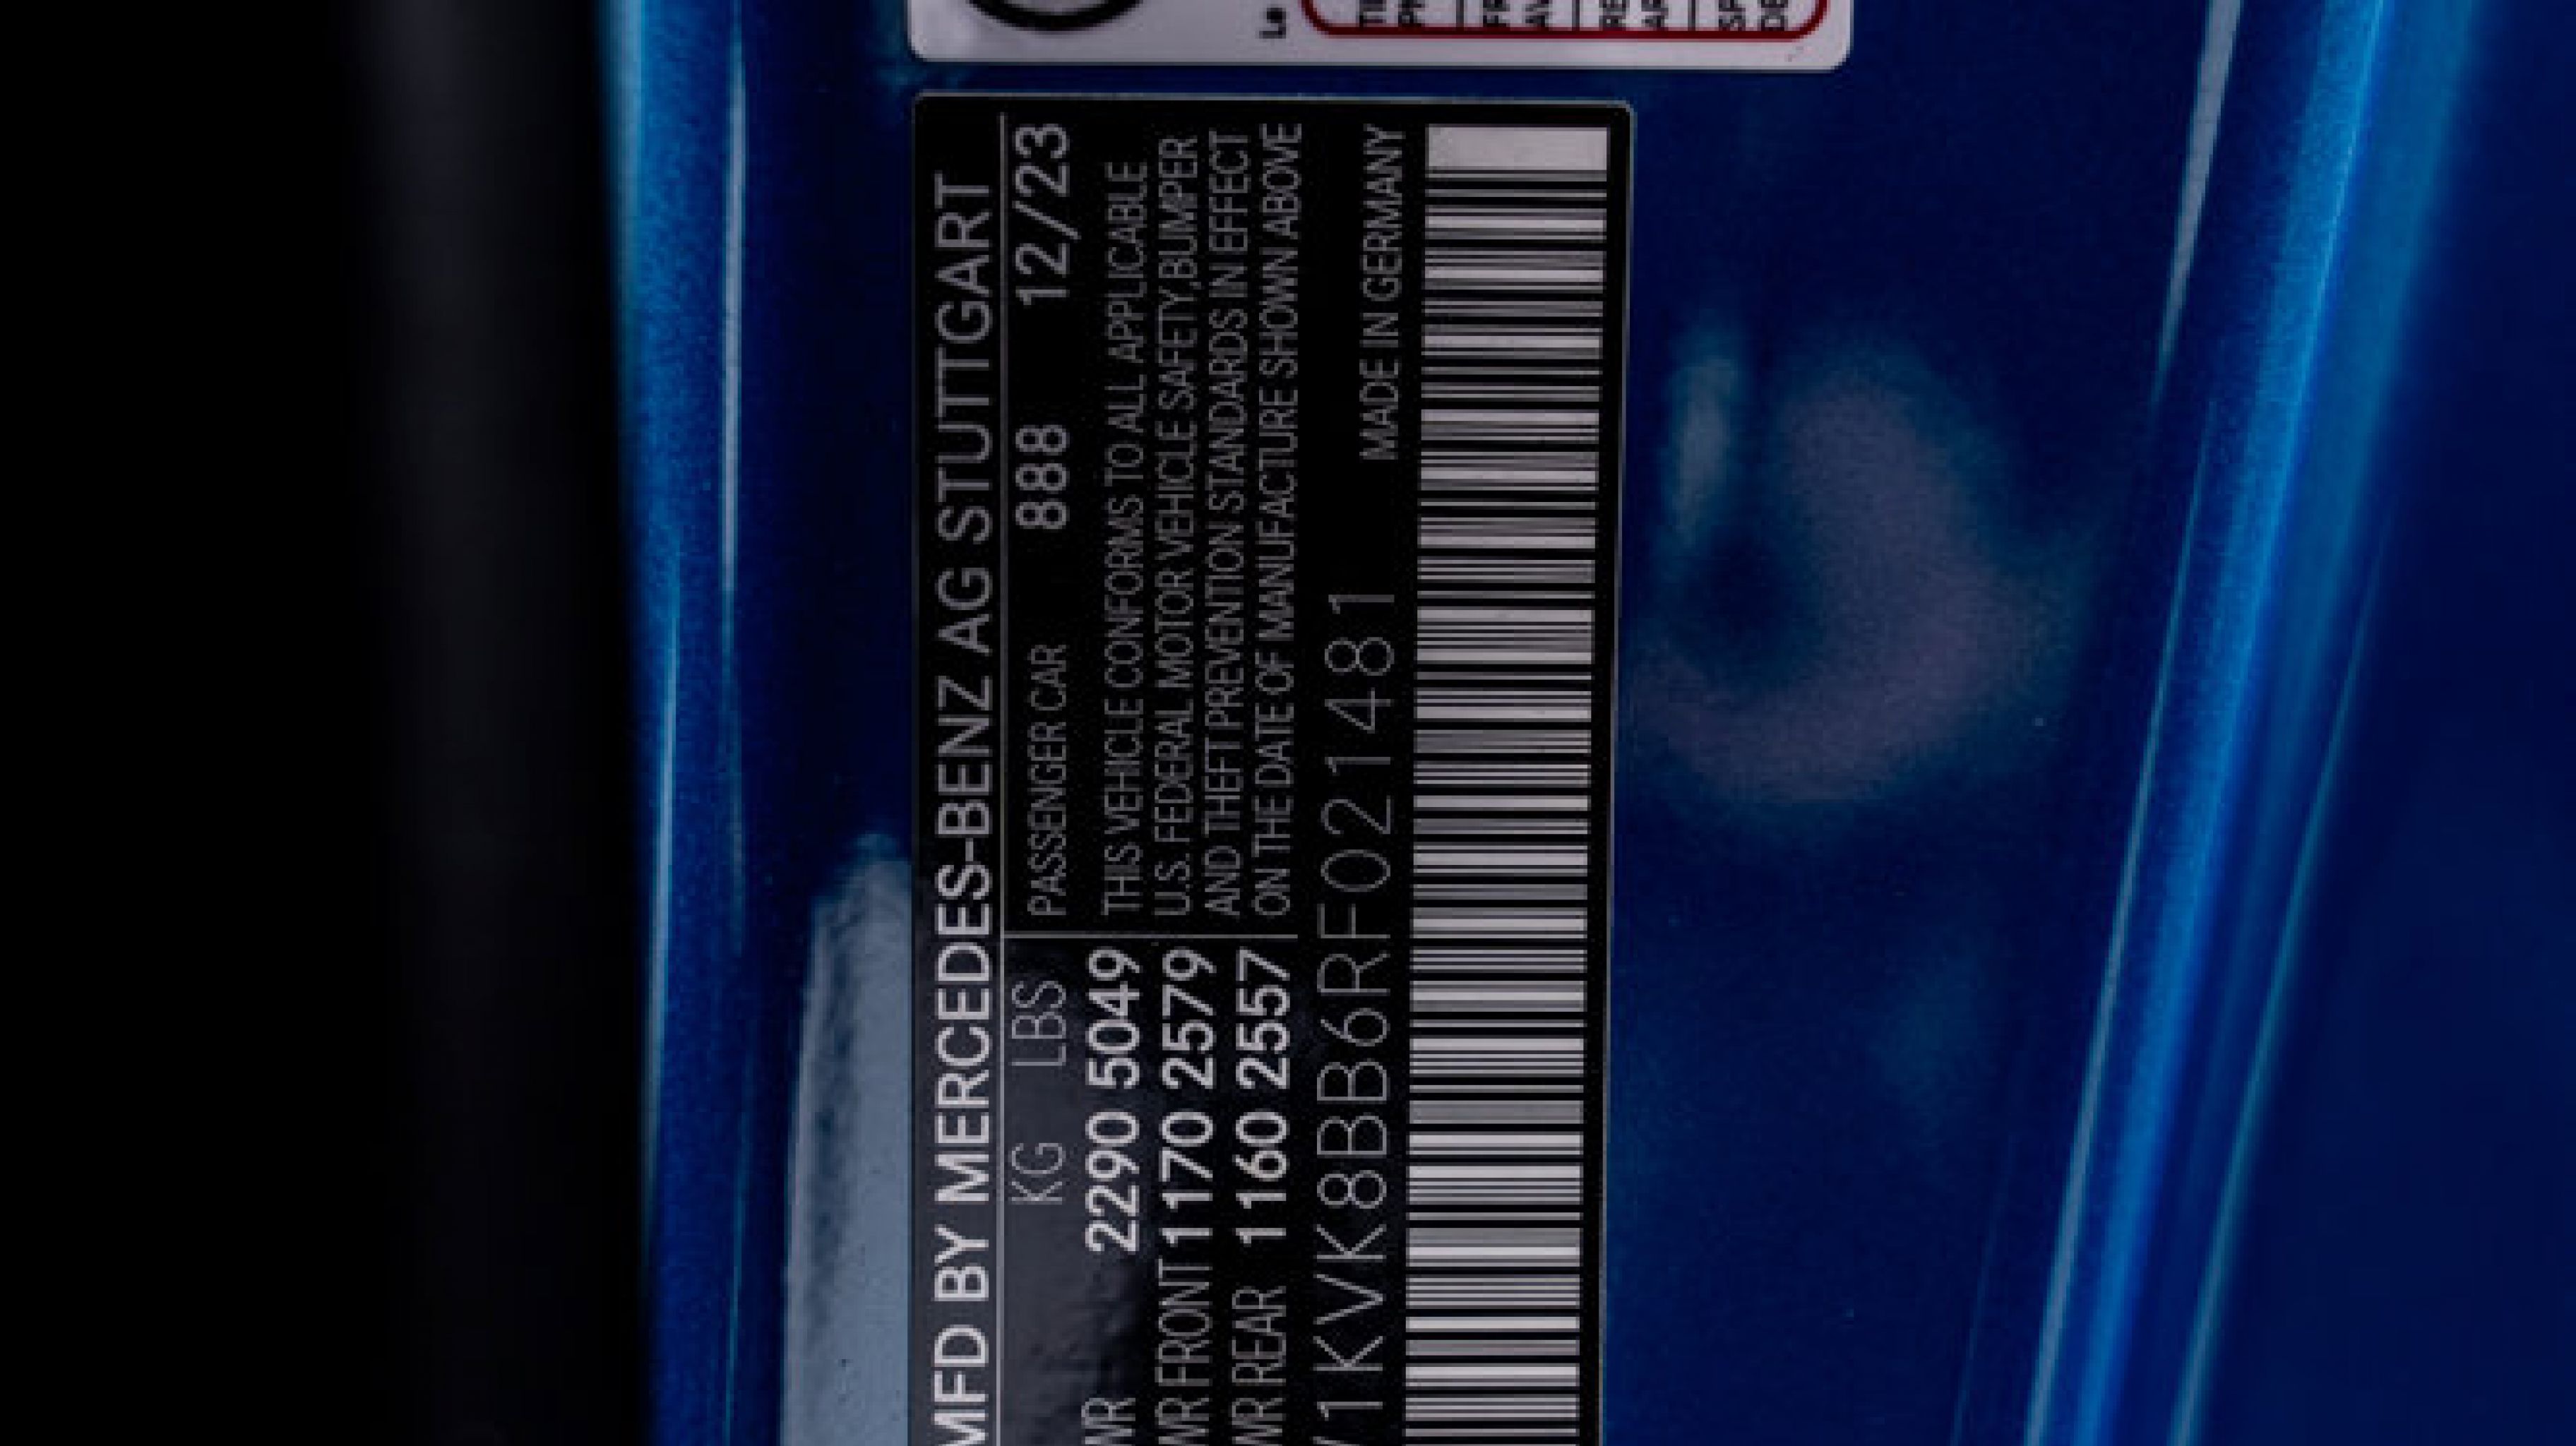 MFD BY MERCEDES-BENZ AG STUTTGART
KG LBS
2290 5049
FRONT 1170 2579
REAR 1160 2557
PASSENGER CAR 888 12/23
THIS VEHICLE CONFORMS TO ALL APPLICABLE
U.S. FEDERAL MOTOR VEHICLE SAFETY,BUMPER
AND THEFT PREVENTION STANDARDS IN EFFECT
ON THE DATE OF MANUFACTURE SHOWN ABOVE
1KVK8BB6RF021481 MADE IN GERMANY